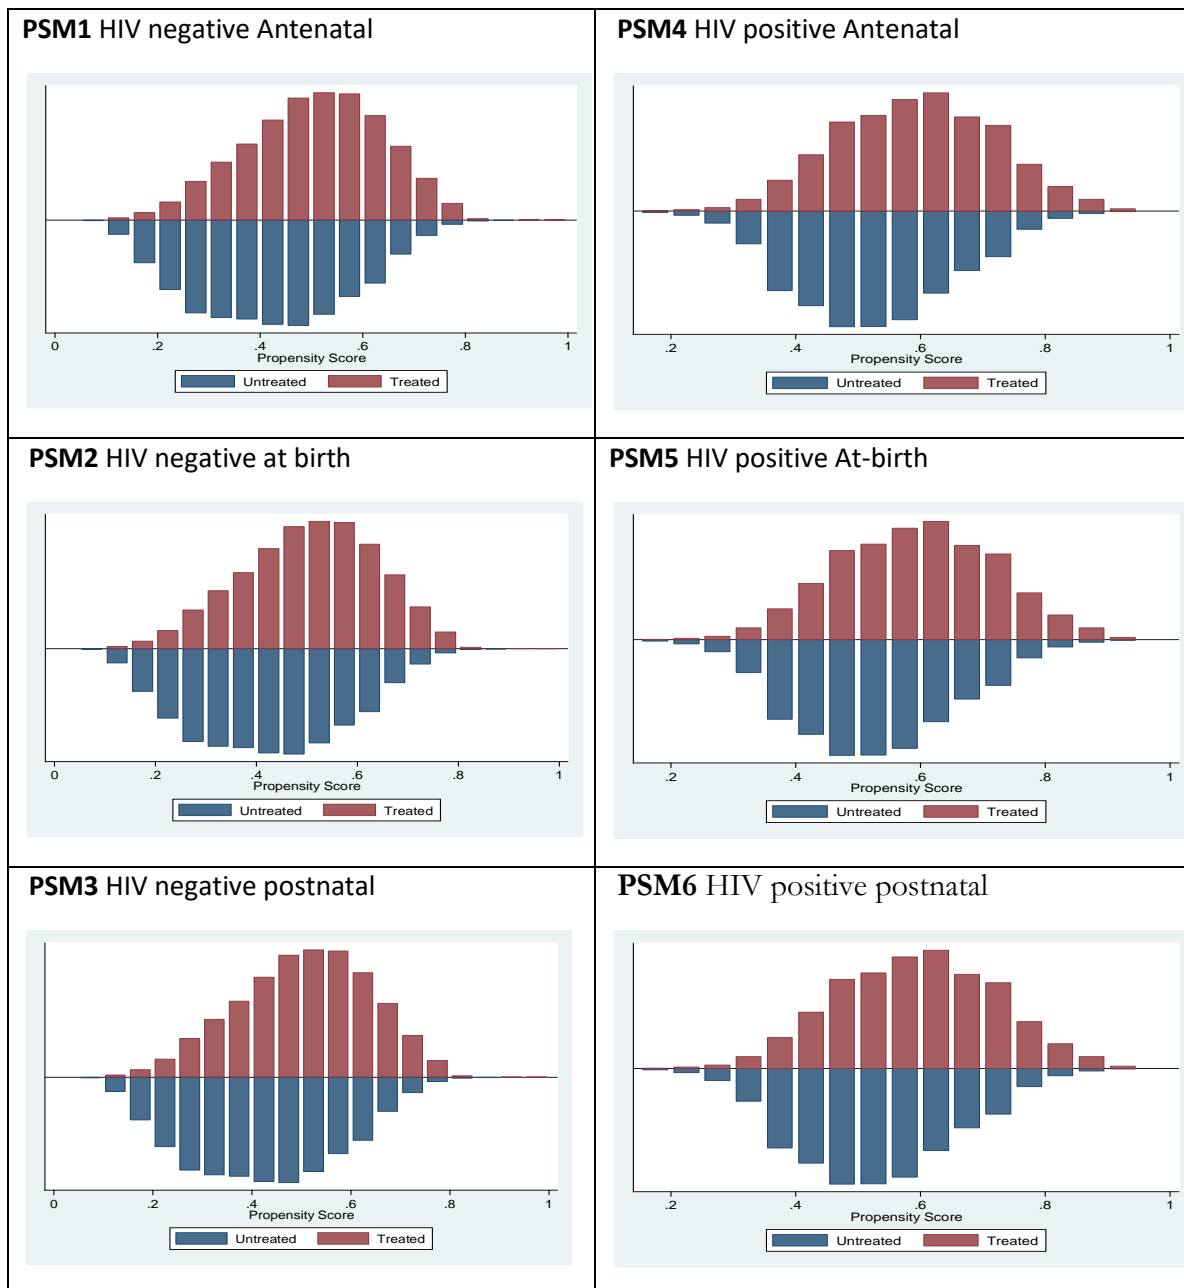 PSM1 HIV negative Antenatal
0 .2 .4 .6 .8 1
Propensity Score
Untreated Treated
PSM4 HIV positive Antenatal
.2 .4 .6 .8 1
Propensity Score
Untreated Treated
PSM2 HIV negative at birth
0 .2 .4 .6 .8 1
Propensity Score
Untreated Treated
PSM5 HIV positive At-birth
.2 .4 .6 .8 1
Propensity Score
Untreated Treated
PSM3 HIV negative postnatal
0 .2 .4 .6 .8 1
Propensity Score
Untreated Treated
PSM6 HIV positive postnatal
.2 .4 .6 .8 1
Propensity Score
Untreated Treated